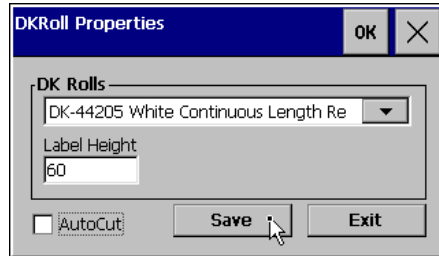 DKRoll Properties
OK
DK Rolls
DK-44205 White Continuous Length Re
Label Height
60
AutoCut
Save
Exit